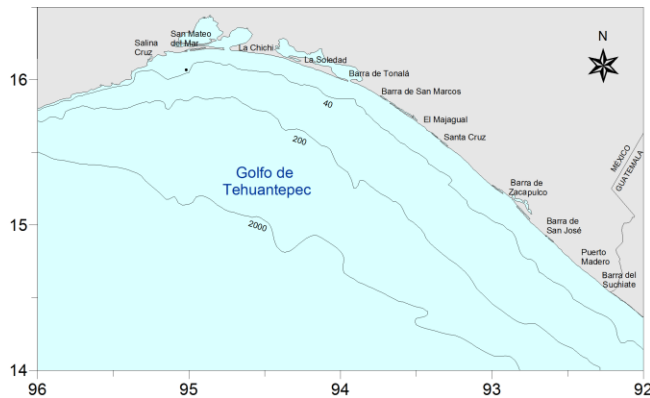 San Mateo
del Mar
Salina
Cruz
La Chichi
La Soledad
N
16
Barra de Tonalá
Barra de San Marcos
40
El Majagual
Santa Cruz
200
MÉXICO
GUATEMALA
Golfo de
Tehuantepec
Barra de
Zacapulco
15
2000
Barra de
San José
Puerto
Madero
Barra del
Suchiate
14
96
95
94
93
92